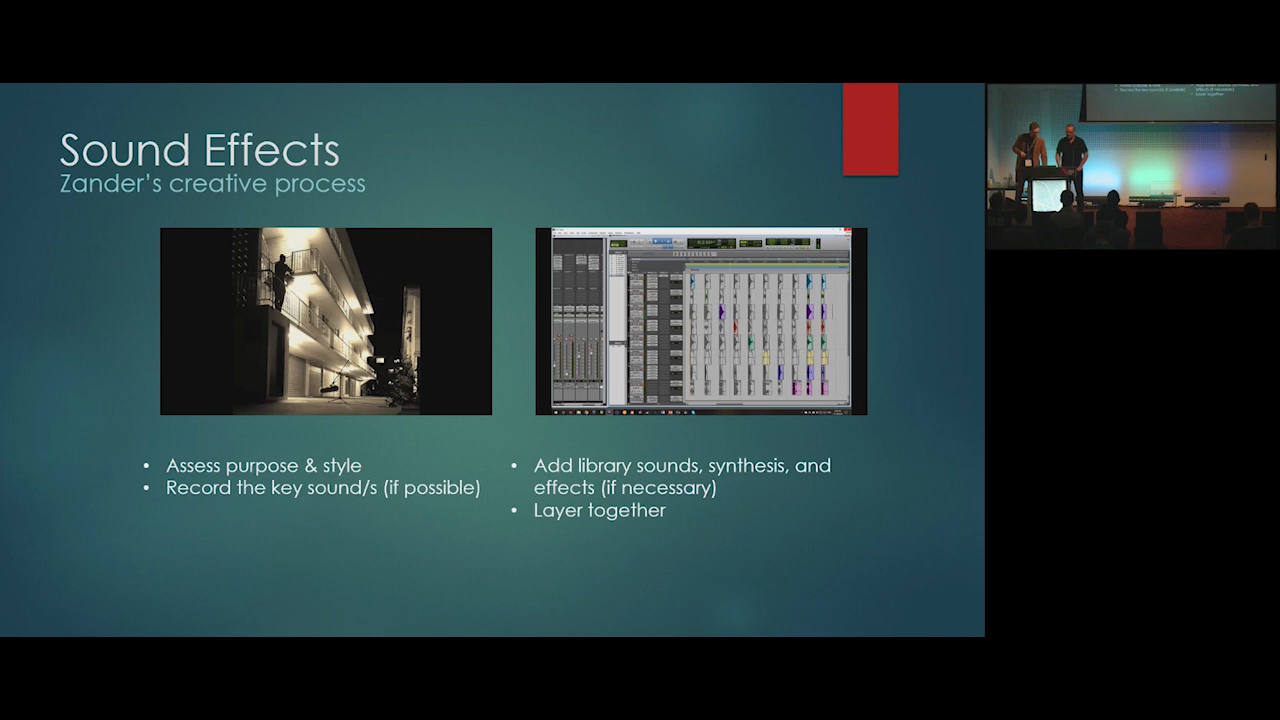 Sound Effects
Zander's creative process
• Assess purpose & style
• Record the key sound/s (if possible)
• Add library sounds, synthesis, and
effects (if necessary)
• Layer together